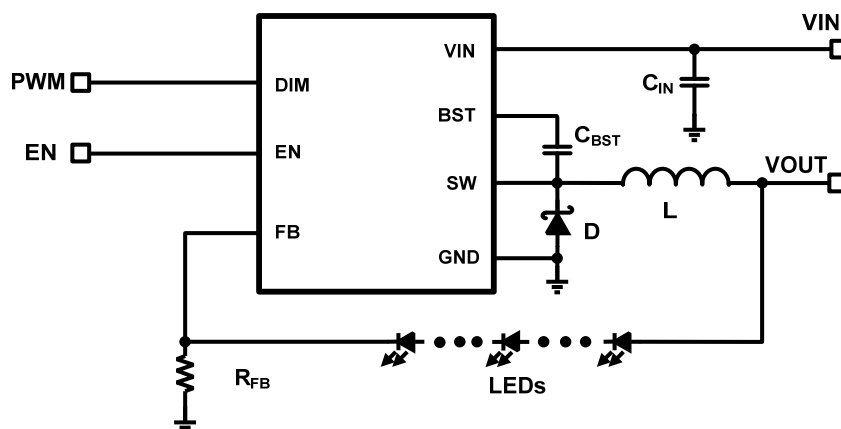 VIN
VIN
PWM
DIM
C_IN
BST
C_BST
EN
EN
SW
VOUT
L
FB
D
GND
R_FB
LEDs